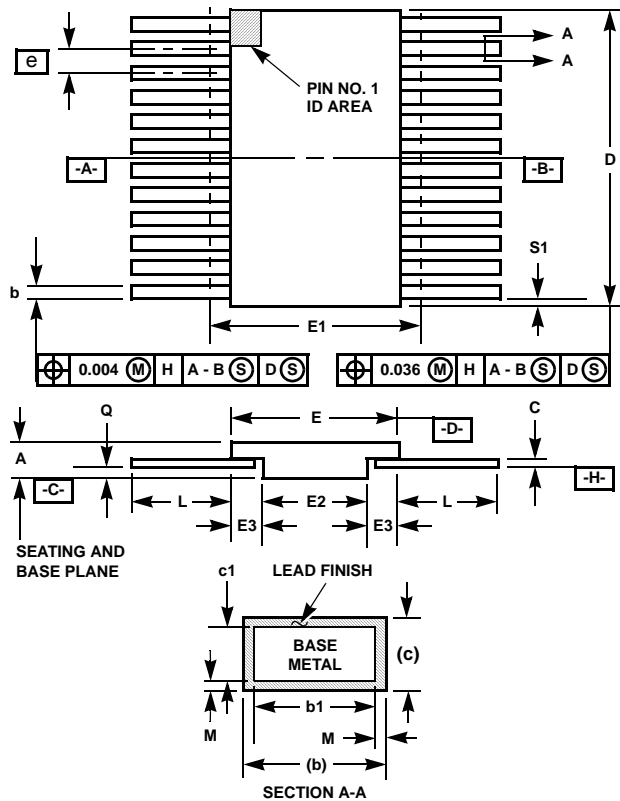 e
A
A
PIN NO. 1
ID AREA
-A-
-B-
D
S1
b
E1
0.004 M H A - B S D S
0.036 M H A - B S D S
Q
E
-D-
C
A
-C-
-H-
L
E2
L
E3
E3
SEATING AND
BASE PLANE
c1
LEAD FINISH
BASE
METAL
(c)
b1
M
M
(b)
SECTION A-A